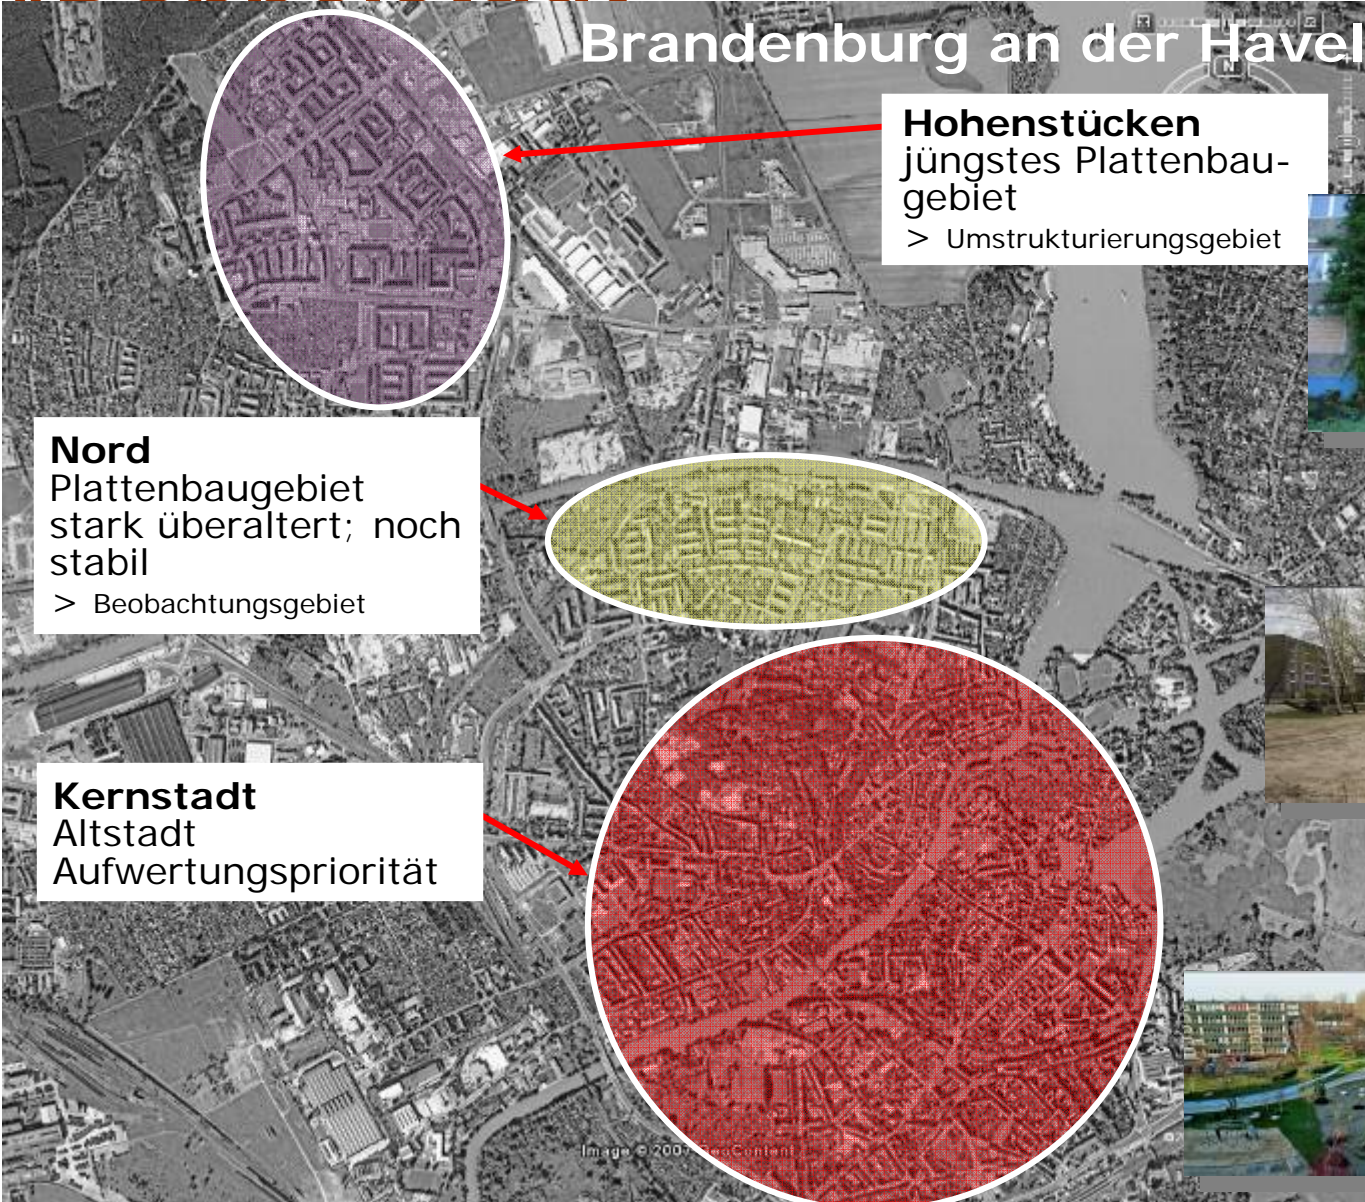 Brandenburg an der Havel
N
Hohenstücken
jüngstes Plattenbau-
gebiet
> Umstrukturierungsgebiet
Nord
Plattenbaugebiet
stark überaltert; noch
stabil
> Beobachtungsgebiet
Kernstadt
Altstadt
Aufwertungspriorität
Image ©